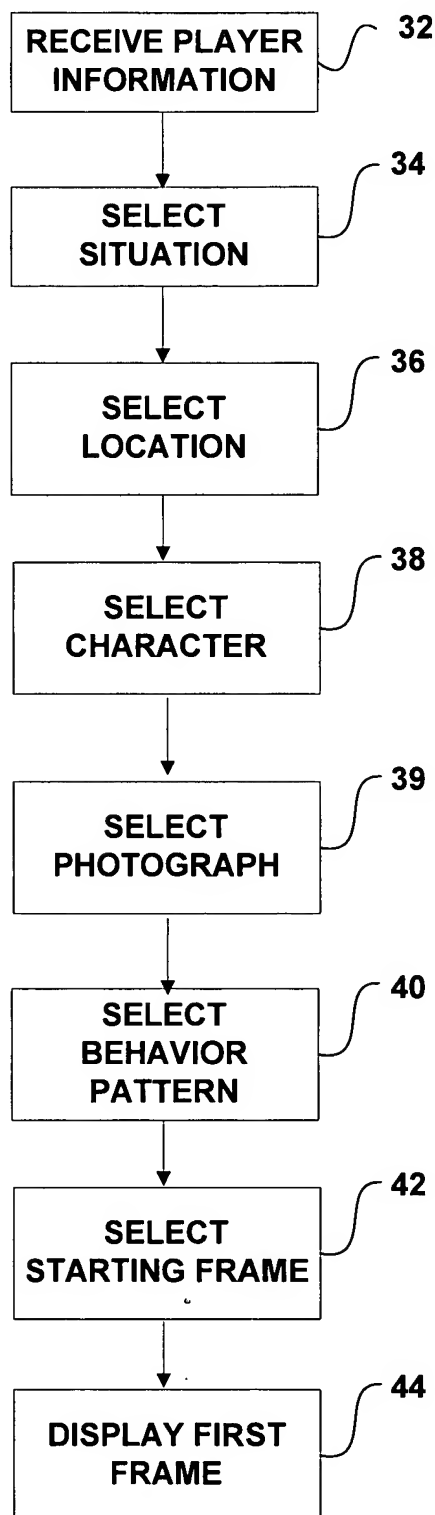 RECEIVE PLAYER
INFORMATION
32
SELECT
SITUATION
34
SELECT
LOCATION
36
SELECT
CHARACTER
38
SELECT
PHOTOGRAPH
39
SELECT
BEHAVIOR
PATTERN
40
SELECT
STARTING FRAME
42
DISPLAY FIRST
FRAME
44